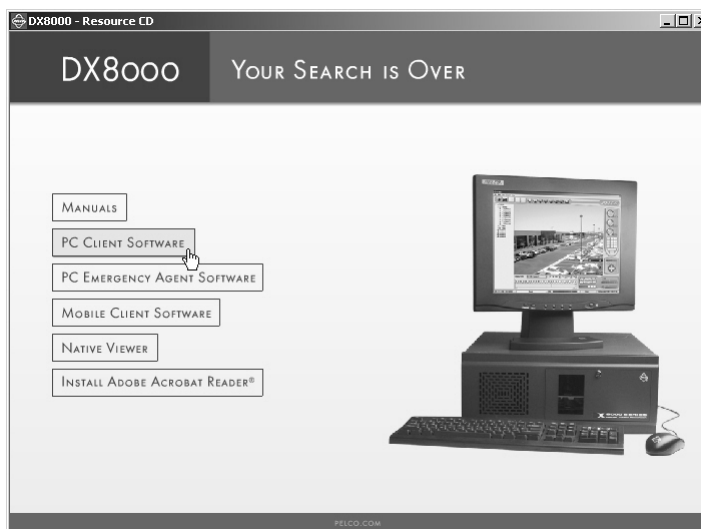 DX8000 - Resource CD
DX8000
YOUR SEARCH IS OVER
MANUALS
PC CLIENT SOFTWARE
PC EMERGENCY AGENT SOFTWARE
MOBILE CLIENT SOFTWARE
NATIVE VIEWER
INSTALL ADOBE ACROBAT READER®
PELCO.COM